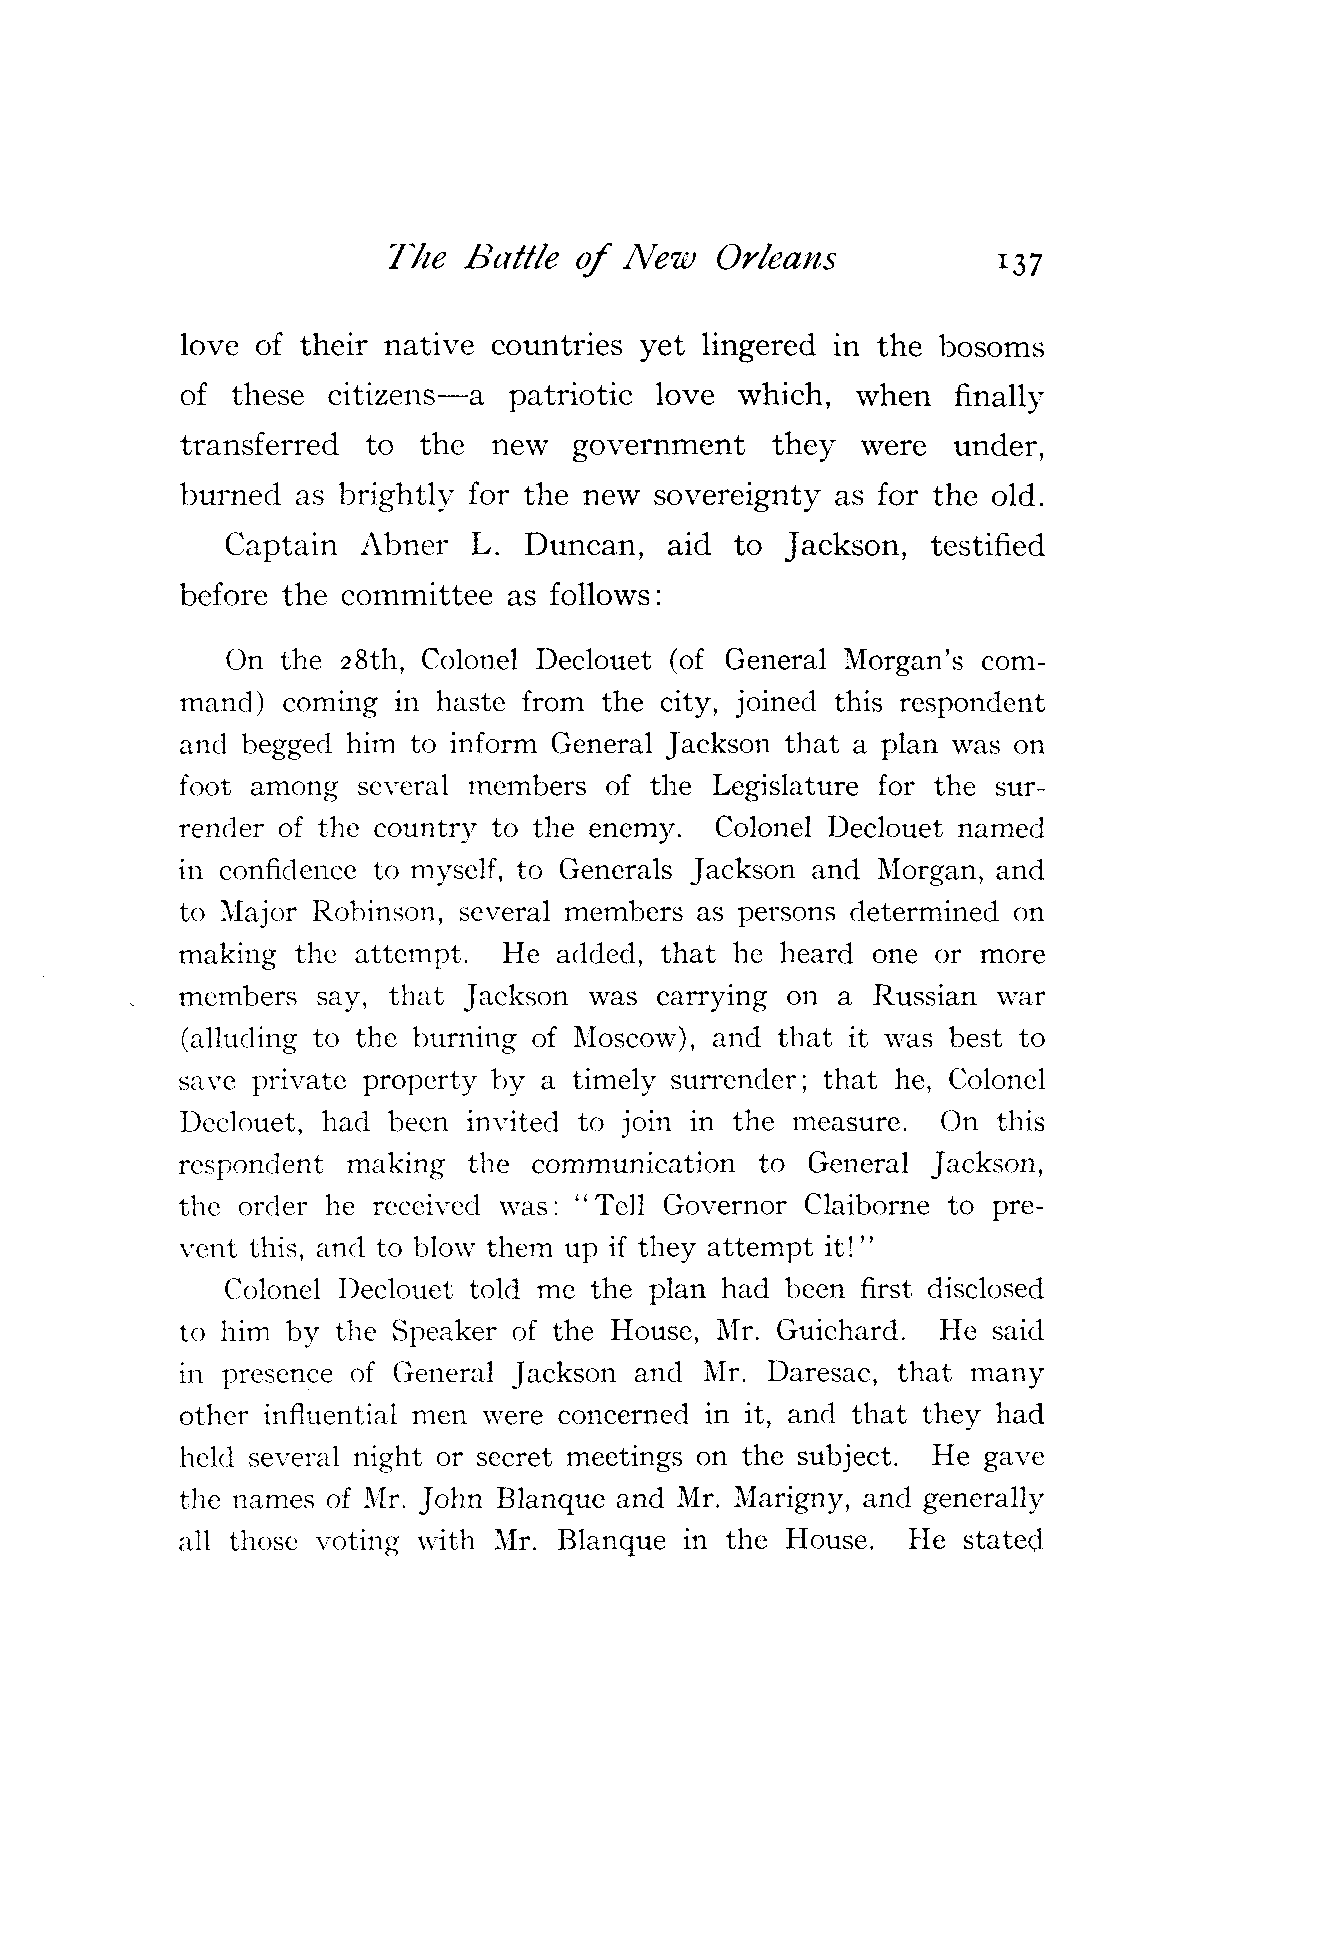 The Battle of New Orleans 137
love of their native countries yet lingered in the bosoms
of these citizens—a patriotic love which, when finally
transferred to the new government they were under,
burned as brightly for the new sovereignty as for the old.
Captain Abner L. Duncan, aid to Jackson, testified
before the committee as follows:
On the 28th, Colonel Declouet (of General Morgan's com-
mand) coming in haste from the city, joined this respondent
and begged him to inform General Jackson that a plan was on
foot among several members of the Legislature for the sur-
render of the country to the enemy. Colonel Declouet named
in confidence to myself, to Generals Jackson and Morgan, and
to Major Robinson, several members as persons determined on
making the attempt. He added, that he heard one or more
members say, that Jackson was carrying on a Russian war
(alluding to the burning of Moscow), and that it was best to
save private property by a timely surrender; that he, Colonel
Declouet, had been invited to join in the measure. On this
respondent making the communication to General Jackson,
the order he received was: "Tell Governor Claiborne to pre-
vent this, and to blow them up if they attempt it!"
Colonel Declouet told me the plan had been first disclosed
to him by the Speaker of the House, Mr. Guichard. He said
in presence of General Jackson and Mr. Daresac, that many
other influential men were concerned in it, and that they had
held several night or secret meetings on the subject. He gave
the names of Mr. John Blanque and Mr. Marigny, and generally
all those voting with Mr. Blanque in the House. He stated